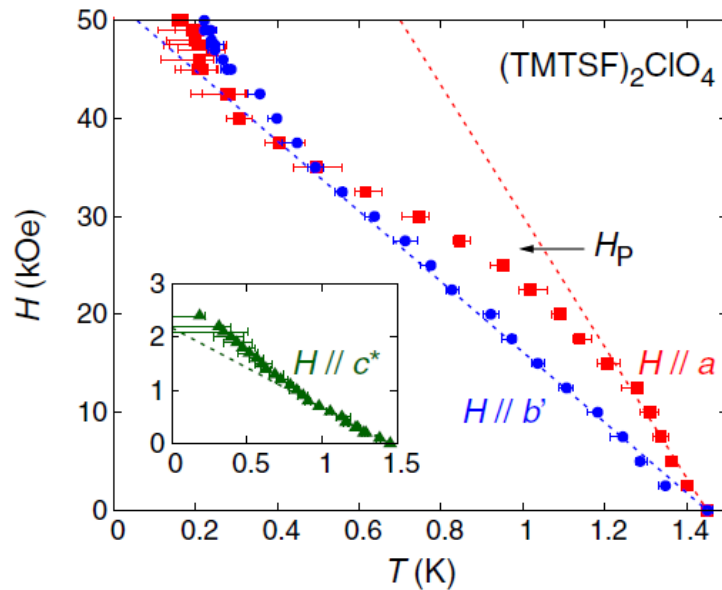 50
40
30
20
10
0
H (kOe)
(TMTSF)₂ClO₄
H_P
H // a
H // b'
3
2
1
0
H // c*
0 0.5 1 1.5
0 0.2 0.4 0.6 0.8 1 1.2 1.4
T (K)